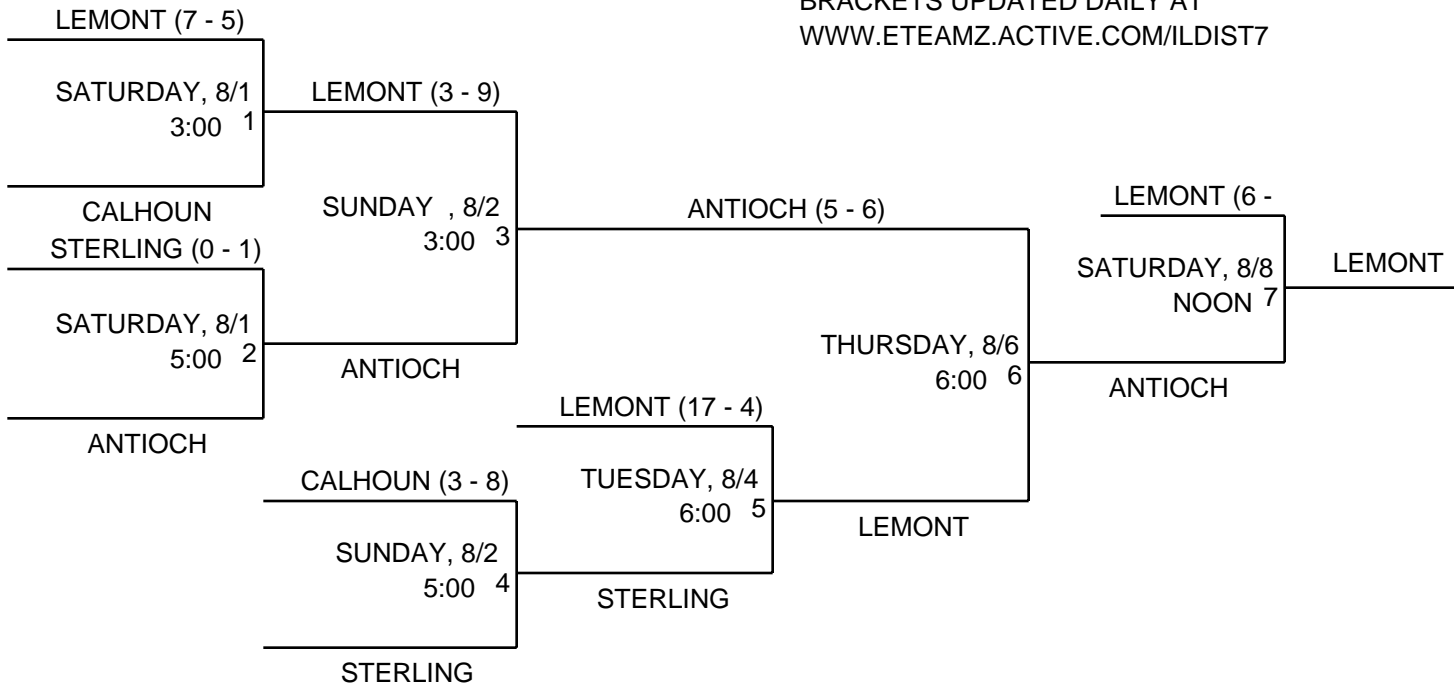 BRACKETS UPDATED DAILY AT
WWW.ETEAMZ.ACTIVE.COM/ILDIST7
LEMONT (7 - 5)
SATURDAY, 8/1
3:00 1
CALHOUN
STERLING (0 - 1)
SATURDAY, 8/1
5:00 2
ANTIOCH
LEMONT (3 - 9)
SUNDAY , 8/2
3:00 3
ANTIOCH
CALHOUN (3 - 8)
SUNDAY, 8/2
5:00 4
STERLING
LEMONT (17 - 4)
TUESDAY, 8/4
6:00 5
STERLING
ANTIOCH (5 - 6)
THURSDAY, 8/6
6:00 6
LEMONT
LEMONT (6 -
SATURDAY, 8/8
NOON 7
ANTIOCH
LEMONT